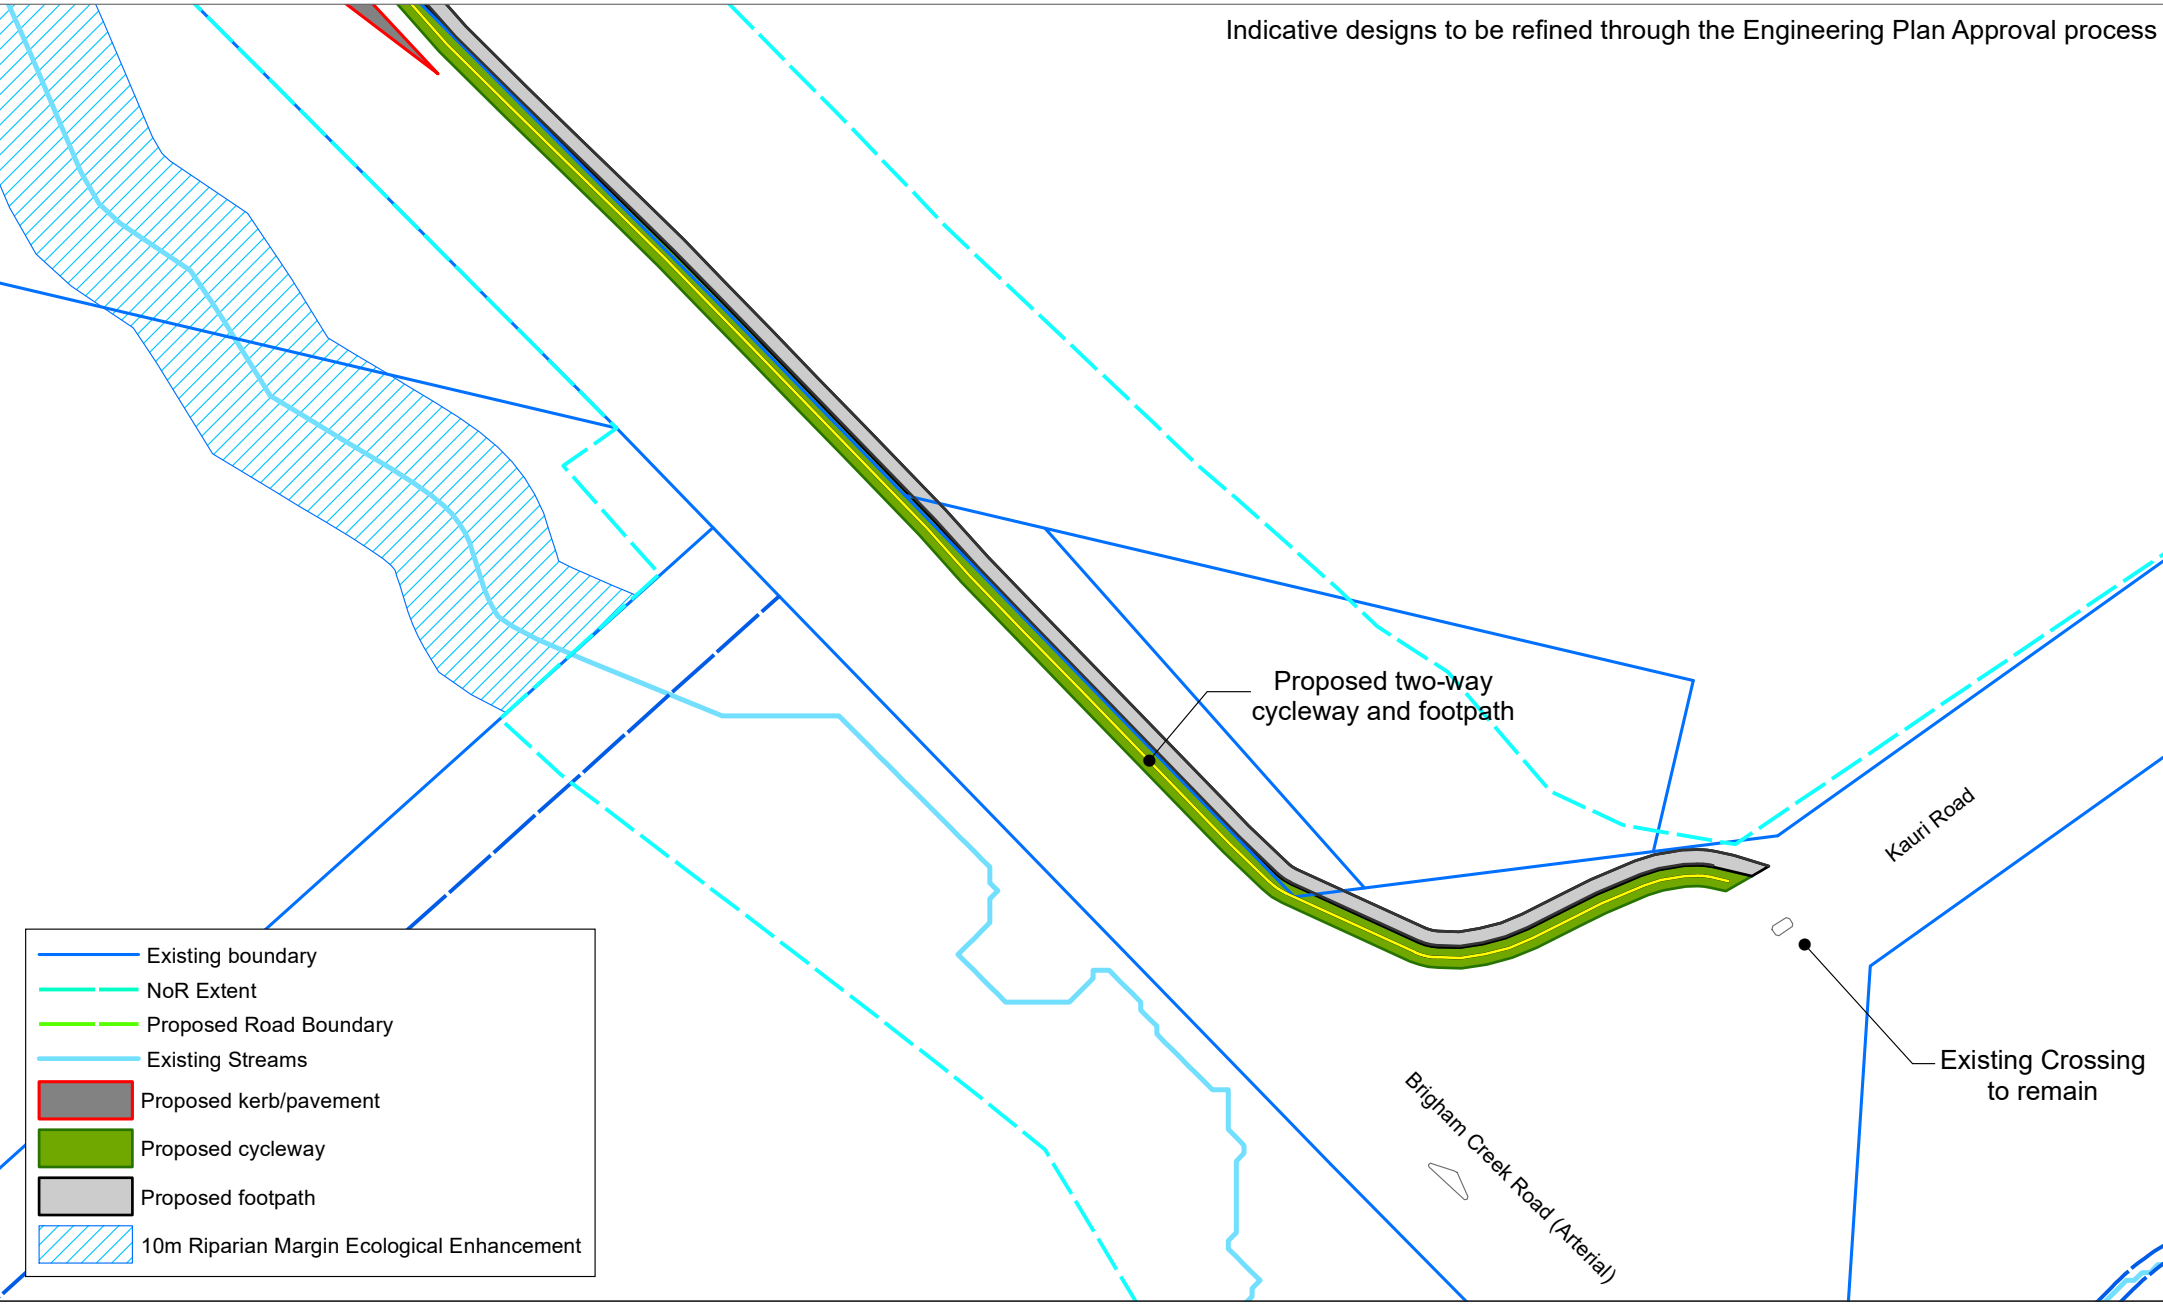 Indicative designs to be refined through the Engineering Plan Approval process
Proposed two-way
cycleway and footpath
Kauri Road
Existing Crossing
to remain
Brigham Creek Road (Arterial)
Existing boundary
NoR Extent
Proposed Road Boundary
Existing Streams
Proposed kerb/pavement
Proposed cycleway
Proposed footpath
10m Riparian Margin Ecological Enhancement